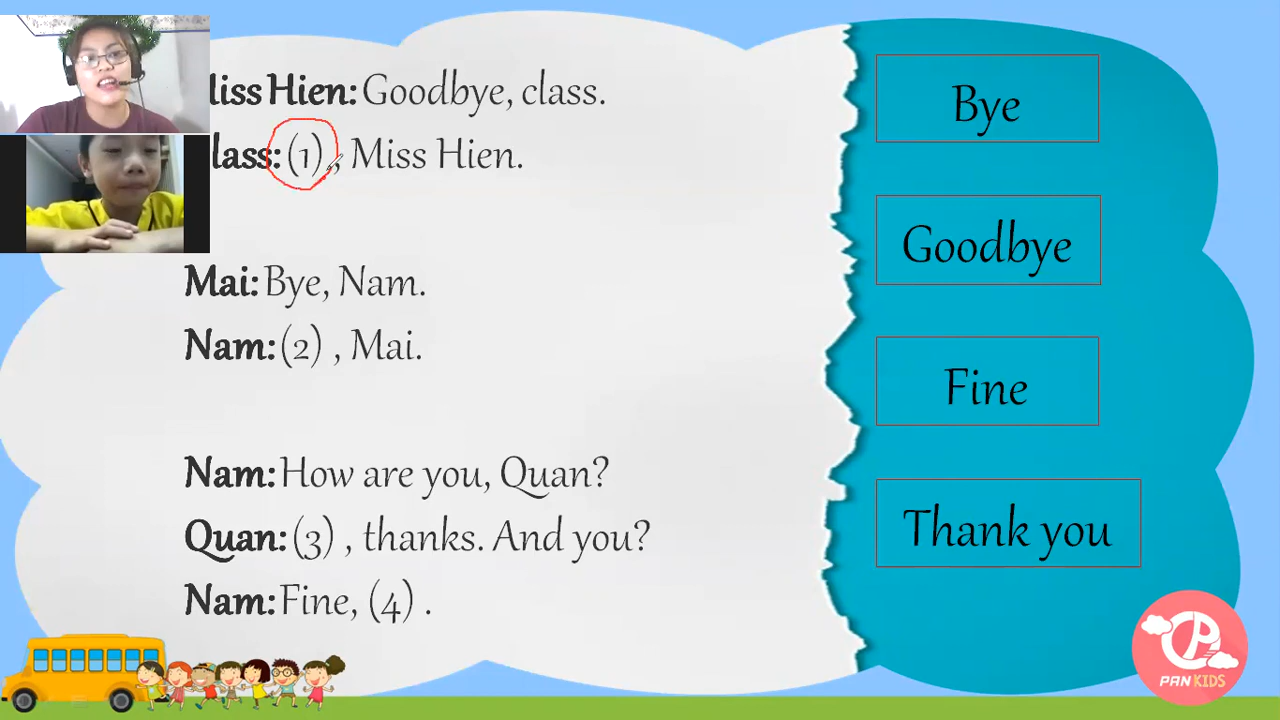 liss Hien: Goodbye, class.
lass: (1) , Miss Hien.
Mai: Bye, Nam.
Nam: (2) , Mai.
Nam: How are you, Quan?
Quan: (3) , thanks. And you?
Nam: Fine, (4) .
Bye
Goodbye
Fine
Thank you
PAN KIDS